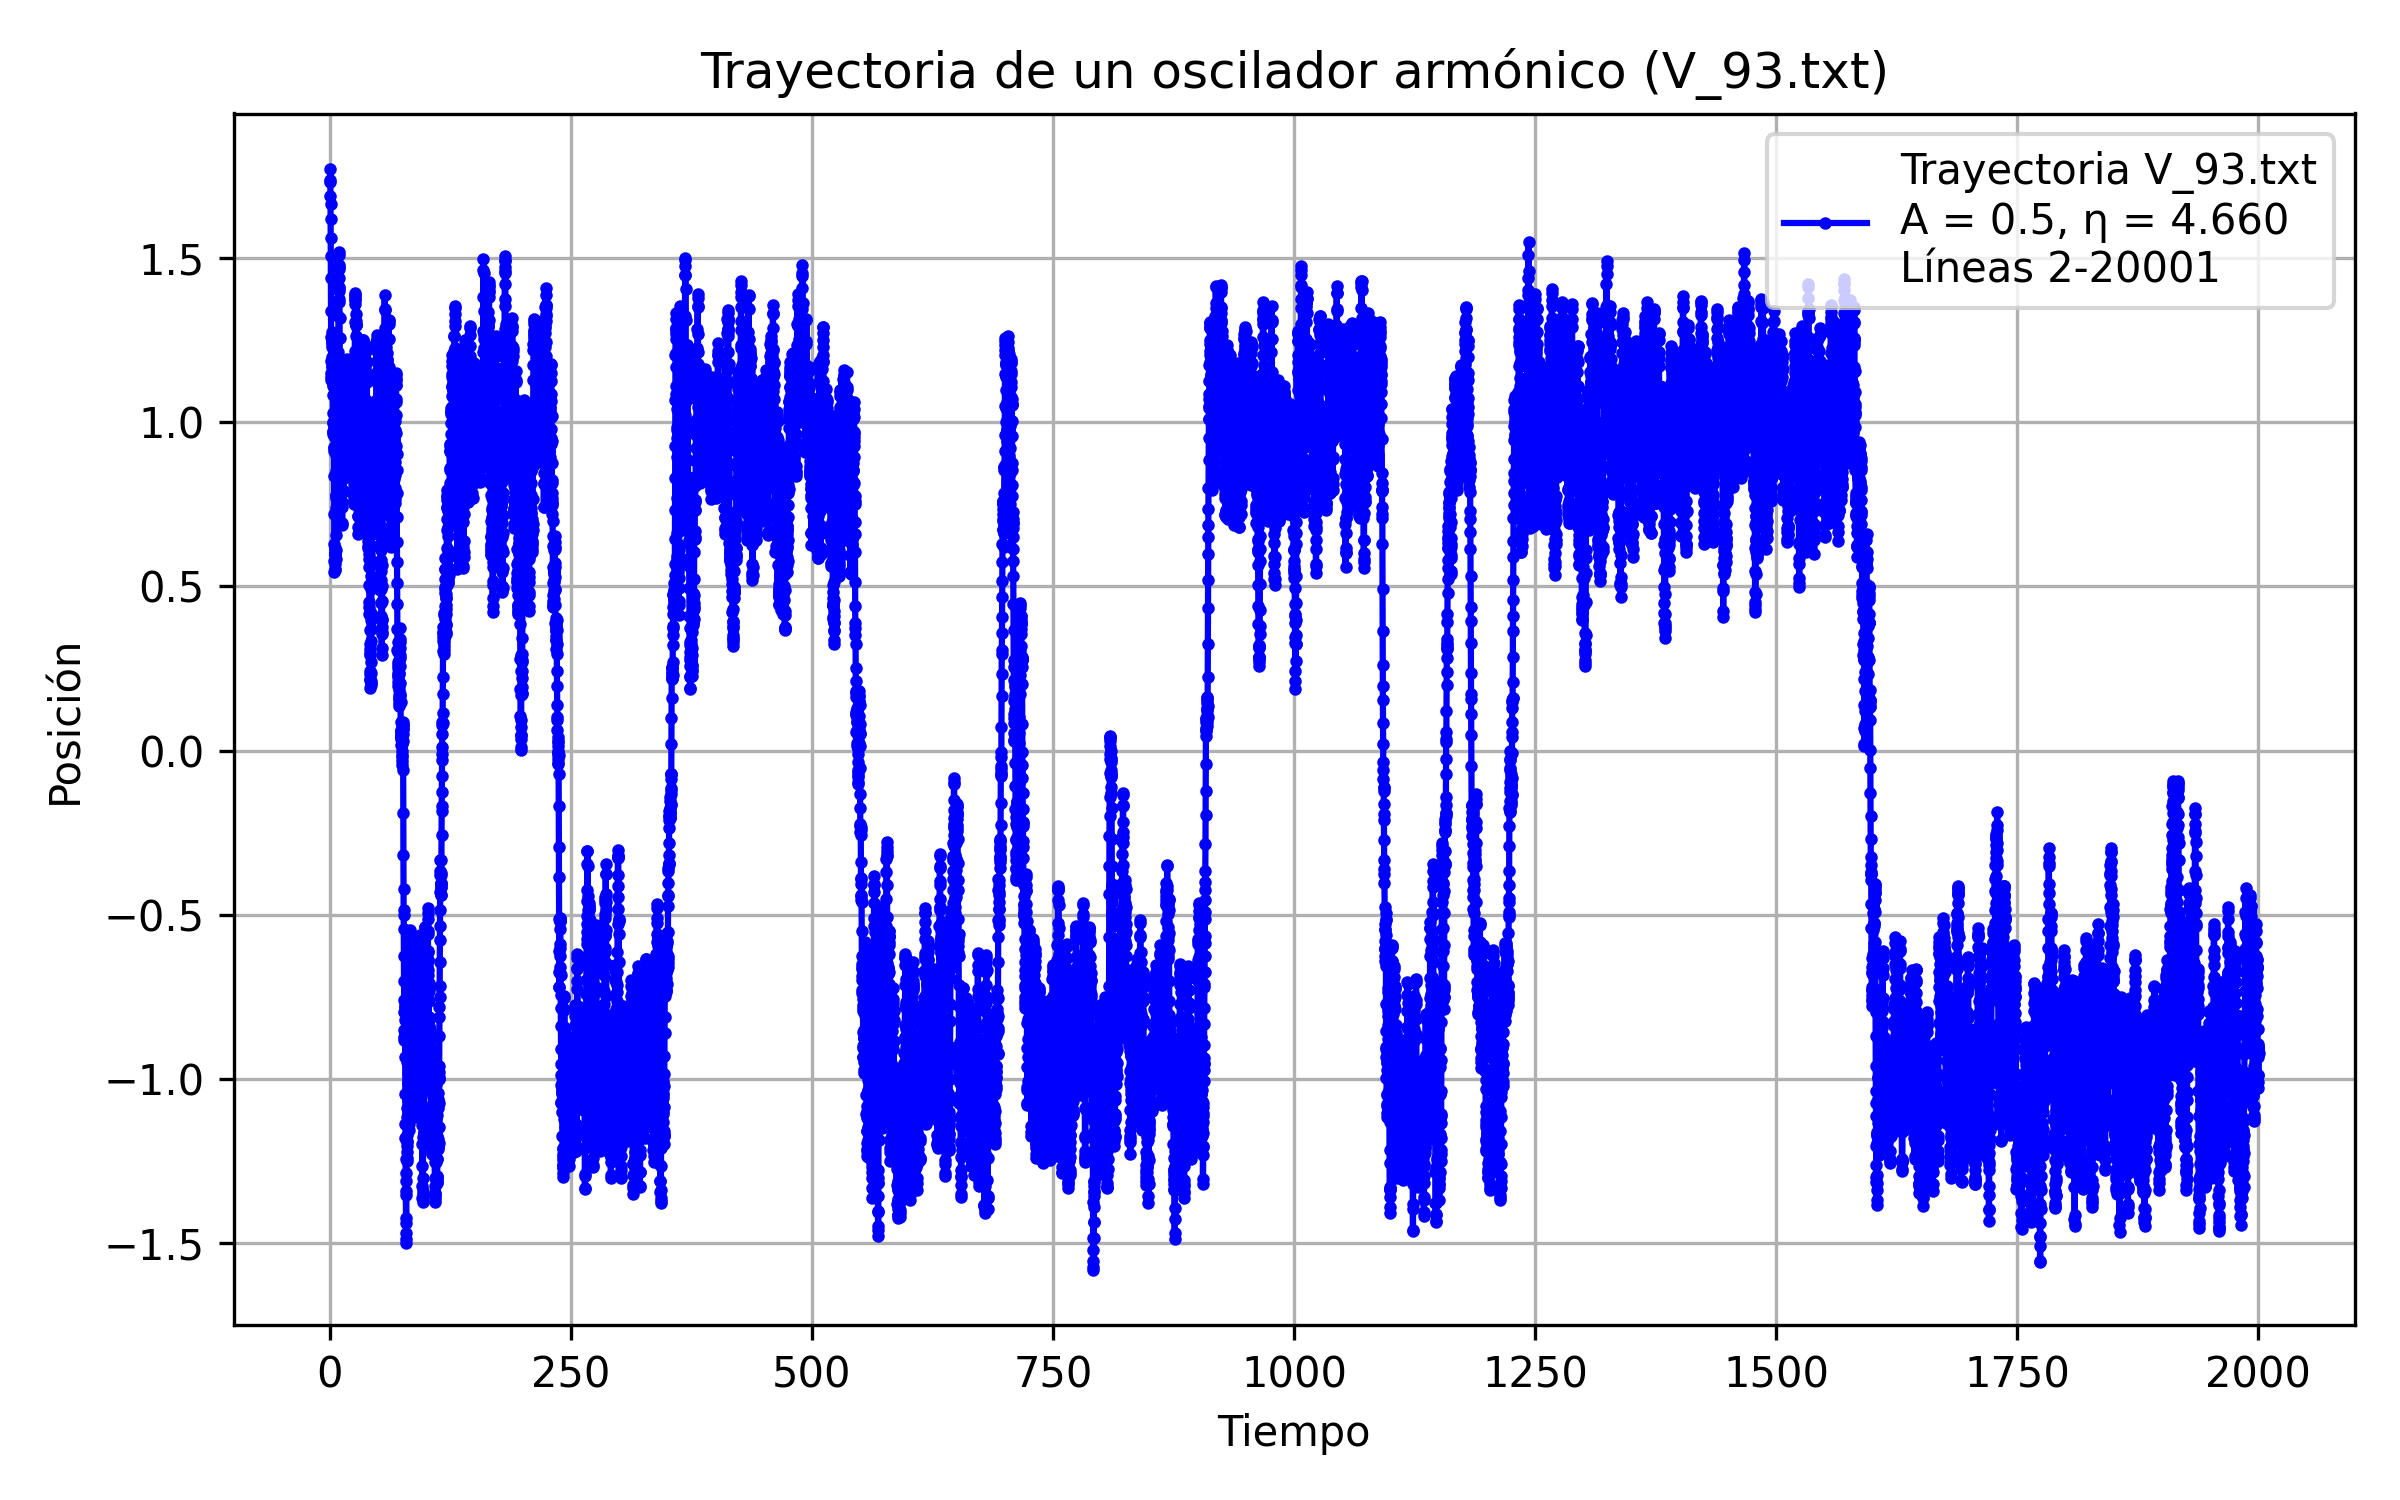 Trayectoria de un oscilador armónico (V_93.txt)
Trayectoria V_93.txt
A = 0.5, η = 4.660
Líneas 2-20001
1.5
1.0
0.5
0.0
−0.5
−1.0
−1.5
Posición
0
250
500
750
1000
1250
1500
1750
2000
Tiempo